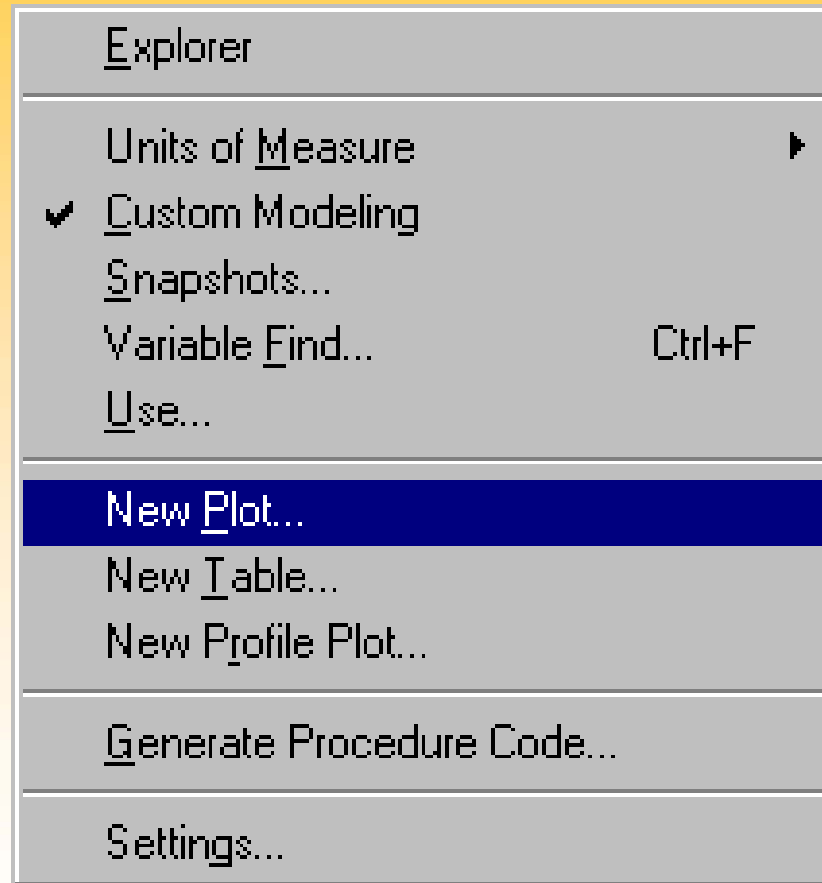 Explorer
Units of Measure
Custom Modeling
Snapshots...
Variable Find... Ctrl+F
Use...
New Plot...
New Table...
New Profile Plot...
Generate Procedure Code...
Settings...